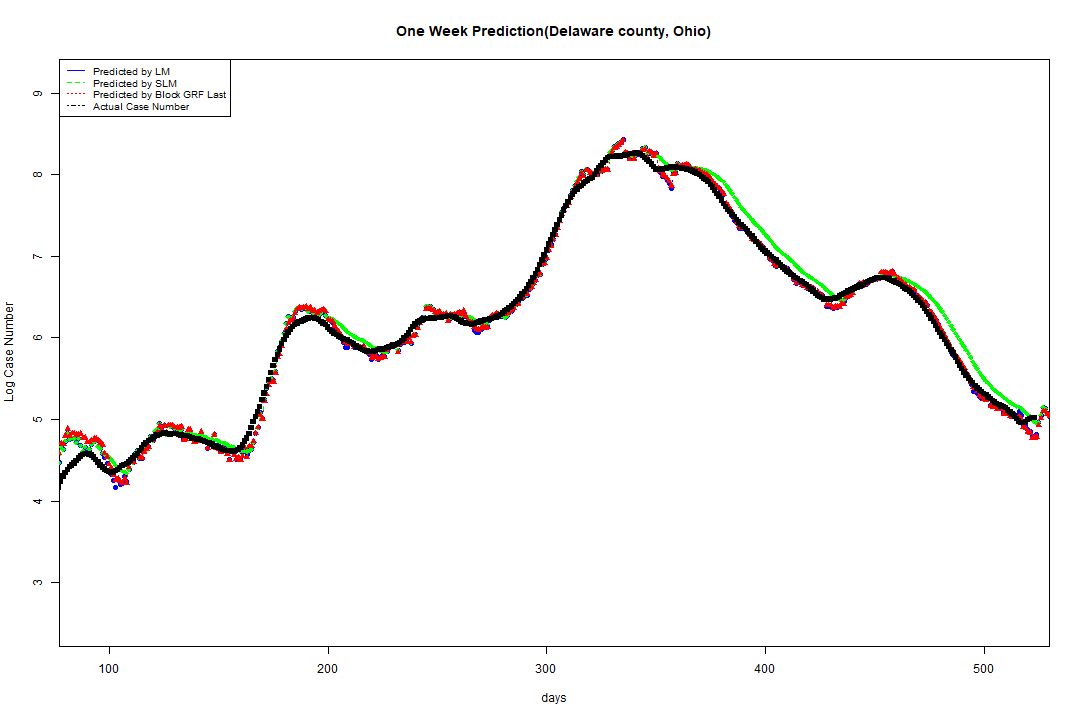 One Week Prediction(Delaware county, Ohio)
Predicted by LM
Predicted by SLM
Predicted by Block GRF Last
Actual Case Number
9
8
7
6
5
4
3
Log Case Number
100 200 300 400 500
days